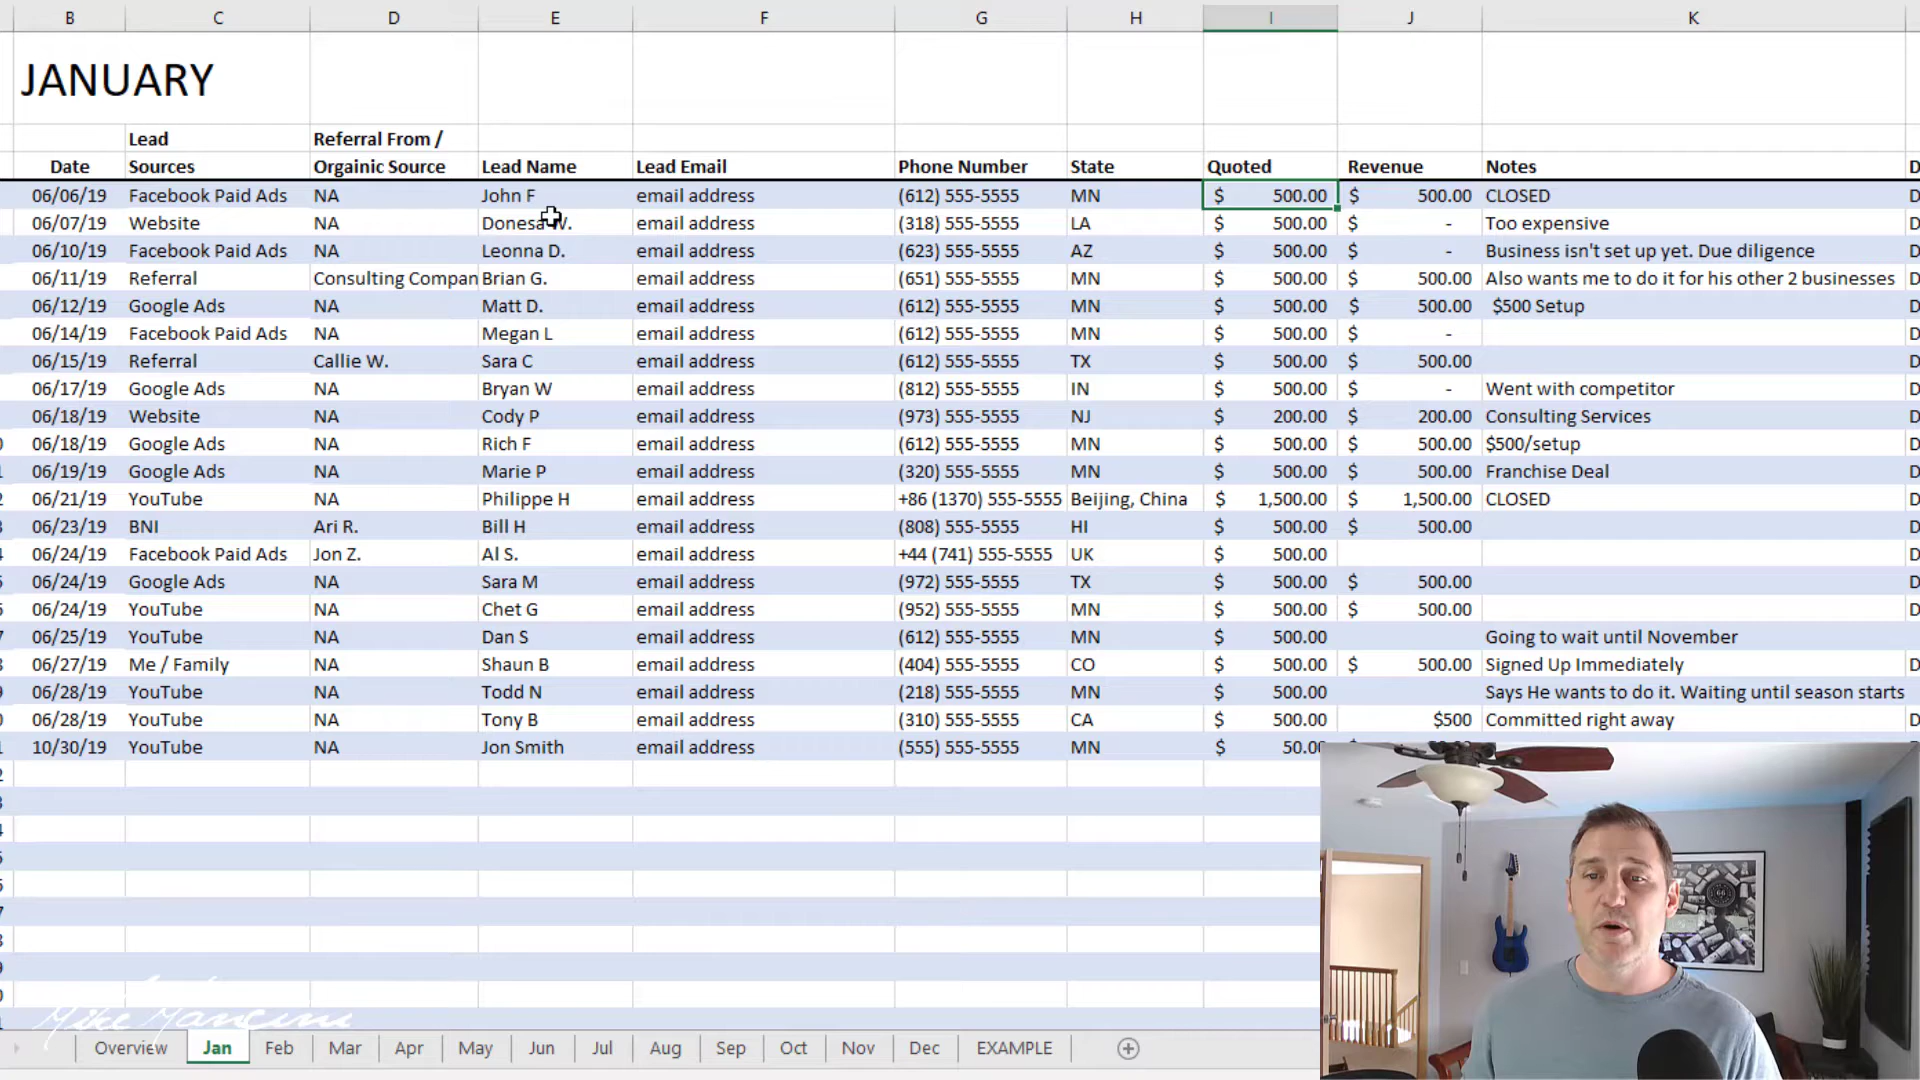 B C D E F G H I J K
JANUARY
Lead Referral From /
Date Sources Orgainic Source Lead Name Lead Email Phone Number State Quoted Revenue Notes D
06/06/19 Facebook Paid Ads NA John F email address (612) 555-5555 MN $ 500.00 $ 500.00 CLOSED
06/07/19 Website NA Donesa W. email address (318) 555-5555 LA $ 500.00 $ - Too expensive
06/10/19 Facebook Paid Ads NA Leonna D. email address (623) 555-5555 AZ $ 500.00 $ - Business isn't set up yet. Due diligence D
06/11/19 Referral Consulting Compan Brian G. email address (651) 555-5555 MN $ 500.00 $ 500.00 Also wants me to do it for his other 2 businesses D
06/12/19 Google Ads NA Matt D. email address (612) 555-5555 MN $ 500.00 $ 500.00 $500 Setup D
06/14/19 Facebook Paid Ads NA Megan L email address (612) 555-5555 MN $ 500.00 $ - D
06/15/19 Referral Callie W. Sara C email address (612) 555-5555 TX $ 500.00 $ 500.00 D
06/17/19 Google Ads NA Bryan W email address (812) 555-5555 IN $ 500.00 $ - Went with competitor D
06/18/19 Website NA Cody P email address (973) 555-5555 NJ $ 200.00 $ 200.00 Consulting Services D
0 06/18/19 Google Ads NA Rich F email address (612) 555-5555 MN $ 500.00 $ 500.00 $500/setup D
1 06/19/19 Google Ads NA Marie P email address (320) 555-5555 MN $ 500.00 $ 500.00 Franchise Deal D
2 06/21/19 YouTube NA Philippe H email address +86 (1370) 555-5555 Beijing, China $ 1,500.00 $ 1,500.00 CLOSED D
3 06/23/19 BNI Ari R. Bill H email address (808) 555-5555 HI $ 500.00 $ 500.00 D
4 06/24/19 Facebook Paid Ads Jon Z. Al S. email address +44 (741) 555-5555 UK $ 500.00 D
5 06/24/19 Google Ads NA Sara M email address (972) 555-5555 TX $ 500.00 $ 500.00 D
6 06/24/19 YouTube NA Chet G email address (952) 555-5555 MN $ 500.00 $ 500.00 D
7 06/25/19 YouTube NA Dan S email address (612) 555-5555 MN $ 500.00 Going to wait until November
8 06/27/19 Me / Family NA Shaun B email address (404) 555-5555 CO $ 500.00 $ 500.00 Signed Up Immediately D
9 06/28/19 YouTube NA Todd N email address (218) 555-5555 MN $ 500.00 Says He wants to do it. Waiting until season starts
0 06/28/19 YouTube NA Tony B email address (310) 555-5555 CA $ 500.00 $500 Committed right away D
1 10/30/19 YouTube NA Jon Smith email address (555) 555-5555 MN $ 50.00
2
3
4
5
6
7
8
9
0
1
Mike Mancini
Overview Jan Feb Mar Apr May Jun Jul Aug Sep Oct Nov Dec EXAMPLE